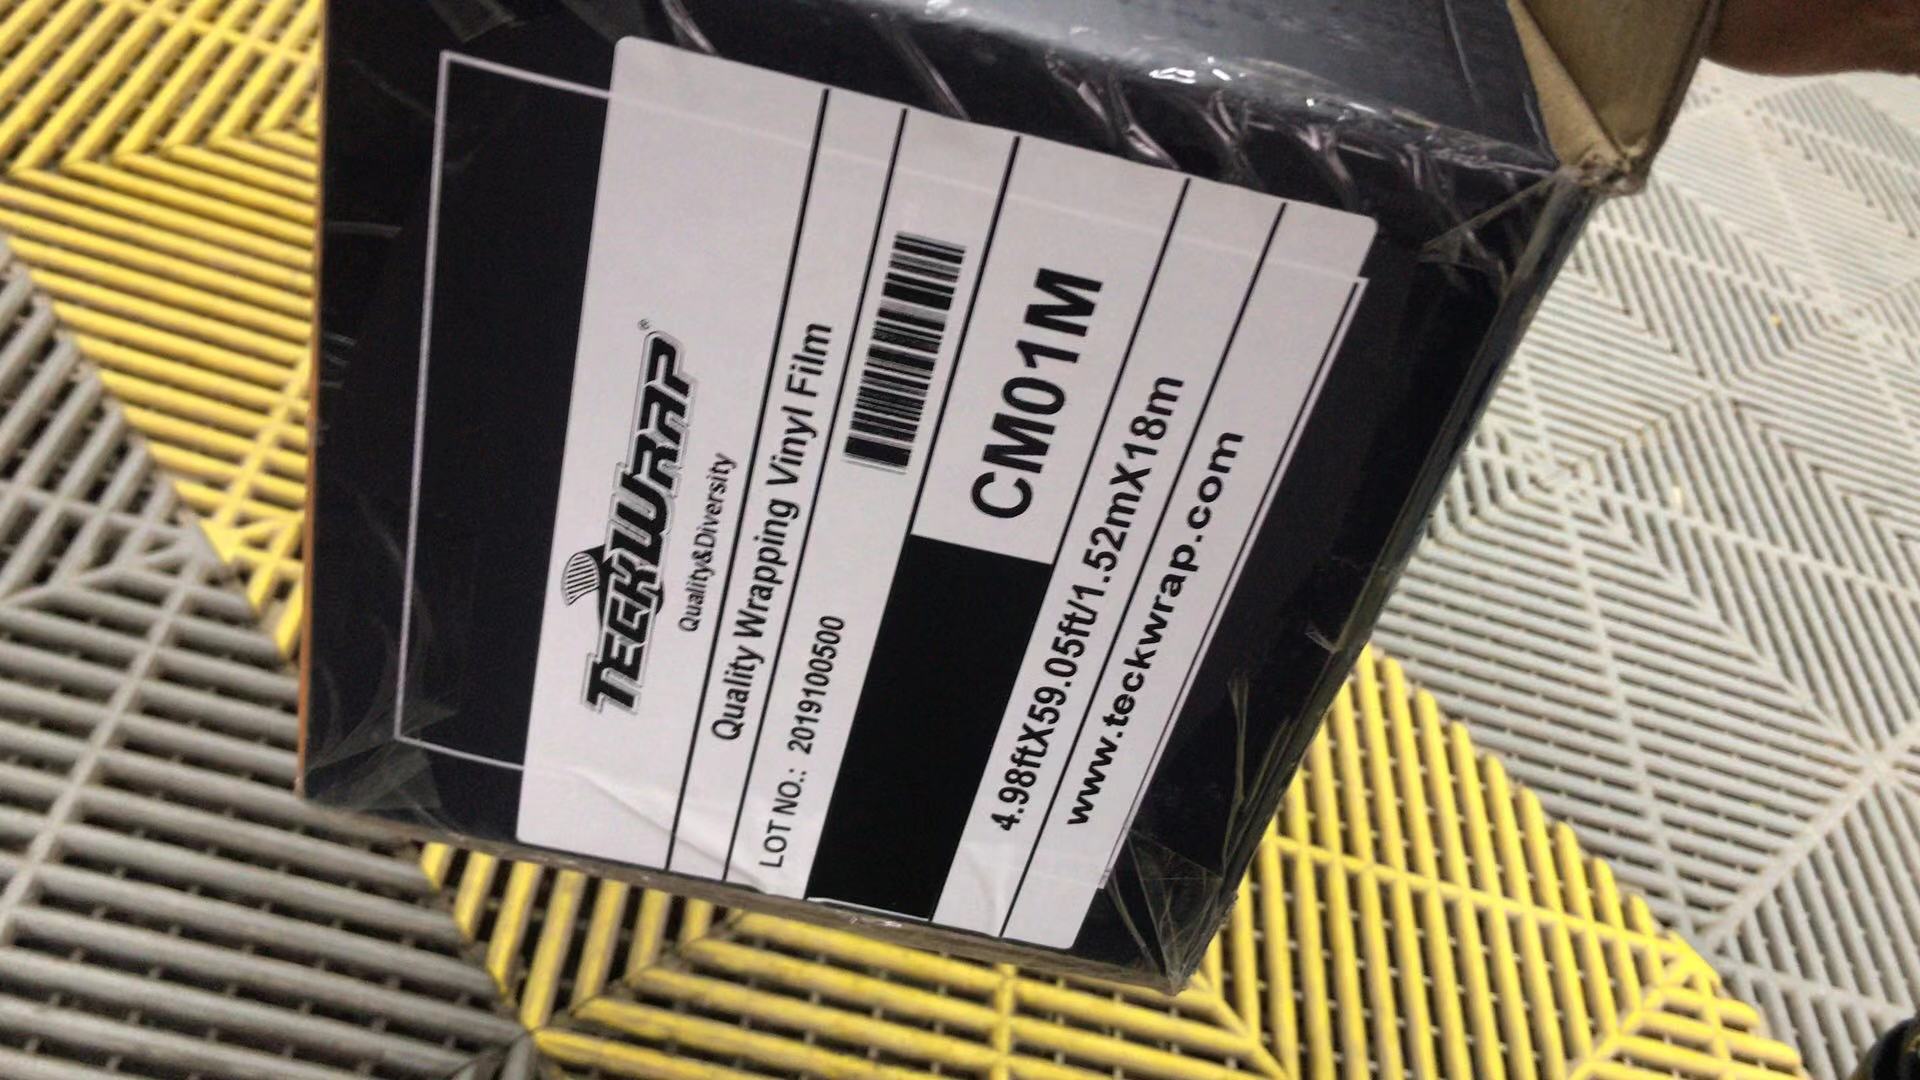 TECKWRAP®
Quality&Diversity
Quality Wrapping Vinyl Film
LOT NO.: 2019100500
CM01M
4.98ftX59.05ft/1.52mX18m
www.teckwrap.com